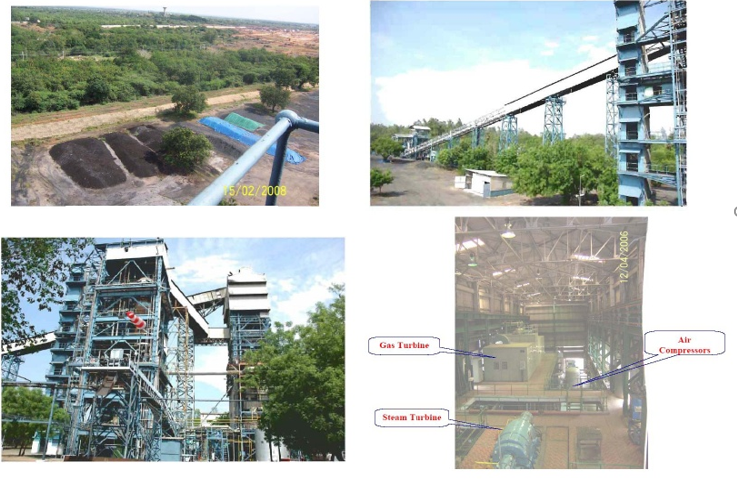 15/02/2008
12/04/2006
Gas Turbine
Air
Compressors
Steam Turbine